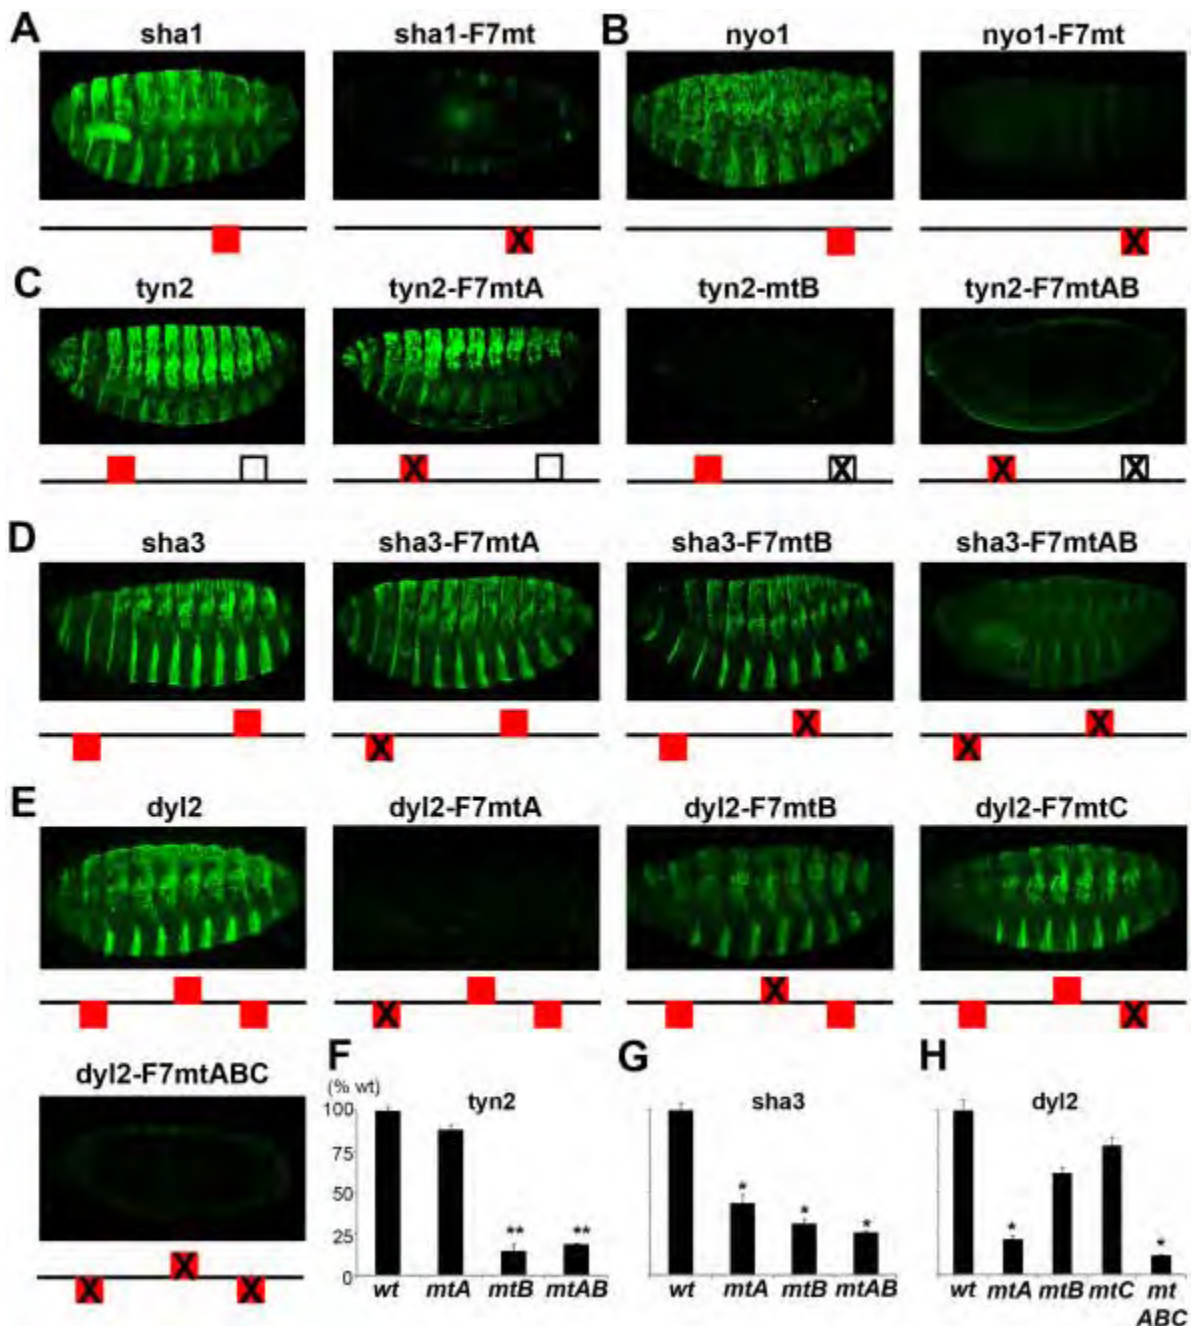 A
sha1
sha1-F7mt
B
nyo1
nyo1-F7mt
X
X
C
tyn2
tyn2-F7mtA
tyn2-mtB
tyn2-F7mtAB
X
X
X
X
D
sha3
sha3-F7mtA
sha3-F7mtB
sha3-F7mtAB
X
X
X
X
E
dyl2
dyl2-F7mtA
dyl2-F7mtB
dyl2-F7mtC
X
X
X
dyl2-F7mtABC
X
X
X
F
(% wt)
tyn2
100
75
50
25
0
** **
wt mtA mtB mtAB
G
sha3
* * *
wt mtA mtB mtAB
H
dyl2
* *
wt mtA mtB mtC mt
ABC